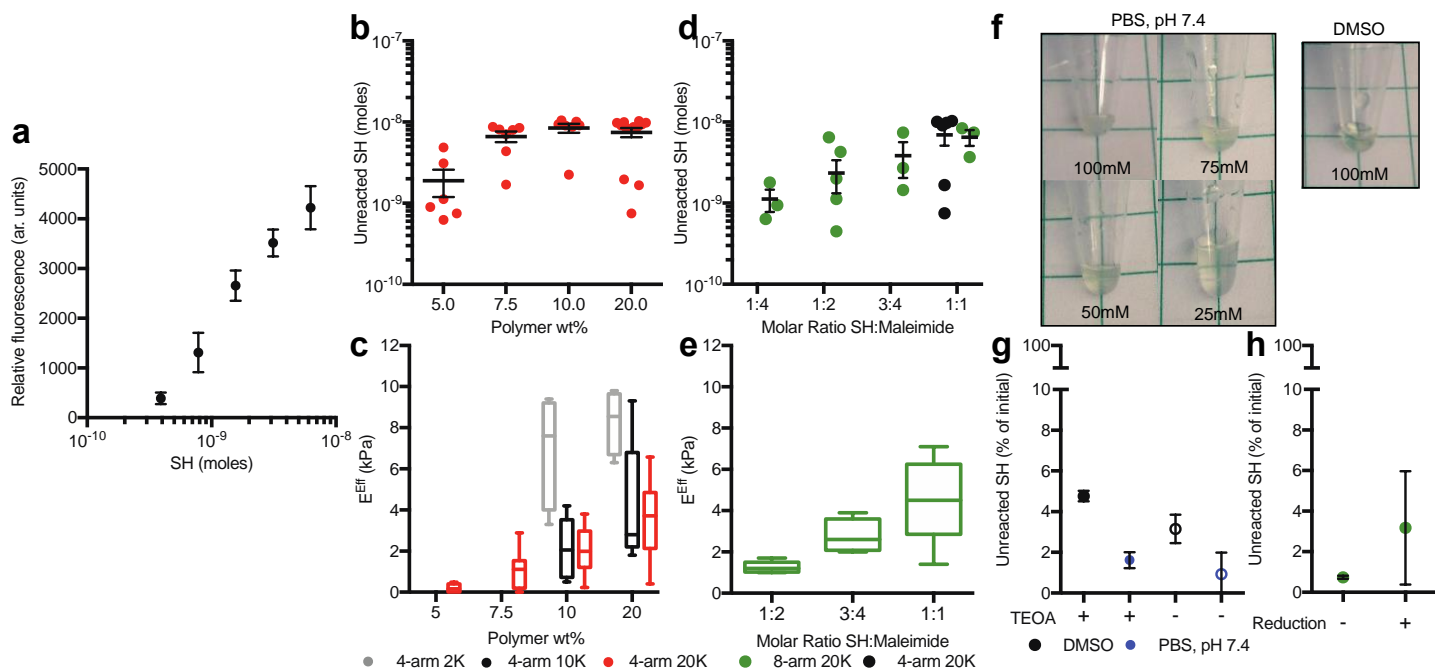 a
Relative fluorescence (ar. units)
5000
4000
3000
2000
1000
0
10-10
10-9
10-8
SH (moles)
b
Unreacted SH (moles)
10-7
10-8
10-9
10-10
5.0
7.5
10.0
20.0
Polymer wt%
c
EEff (kPa)
12
10
8
6
4
2
0
5
7.5
10
20
Polymer wt%
d
Unreacted SH (moles)
10-7
10-8
10-9
10-10
1:4
1:2
3:4
1:1
Molar Ratio SH:Maleimide
e
EEff (kPa)
12
10
8
6
4
2
0
1:2
3:4
1:1
Molar Ratio SH:Maleimide
4-arm 2K
4-arm 10K
4-arm 20K
8-arm 20K
4-arm 20K
f
PBS, pH 7.4
DMSO
100mM
75mM
100mM
50mM
25mM
g
Unreacted SH (% of initial)
100
10
8
6
4
2
0
TEOA
+
+
-
-
DMSO
PBS, pH 7.4
h
Unreacted SH (% of initial)
100
10
8
6
4
2
0
Reduction
-
+